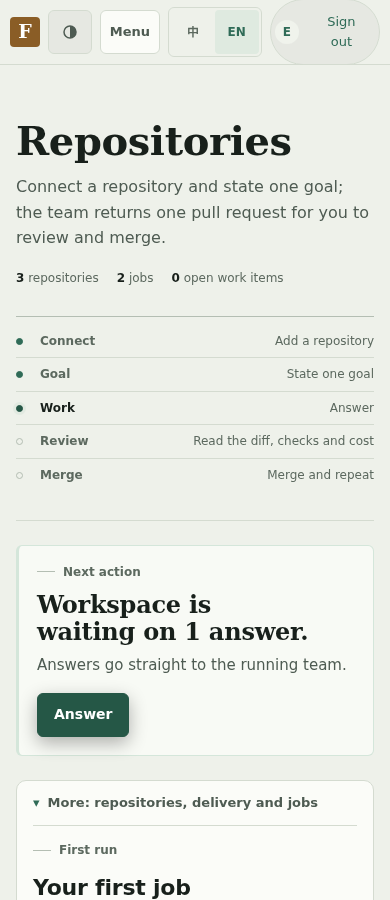 F
Menu
中
EN
E
Sign
out
Repositories
Connect a repository and state one goal;
the team returns one pull request for you to
review and merge.
3 repositories 2 jobs 0 open work items
Connect Add a repository
Goal State one goal
Work Answer
Review Read the diff, checks and cost
Merge Merge and repeat
Next action
Workspace is
waiting on 1 answer.
Answers go straight to the running team.
Answer
More: repositories, delivery and jobs
First run
Your first job